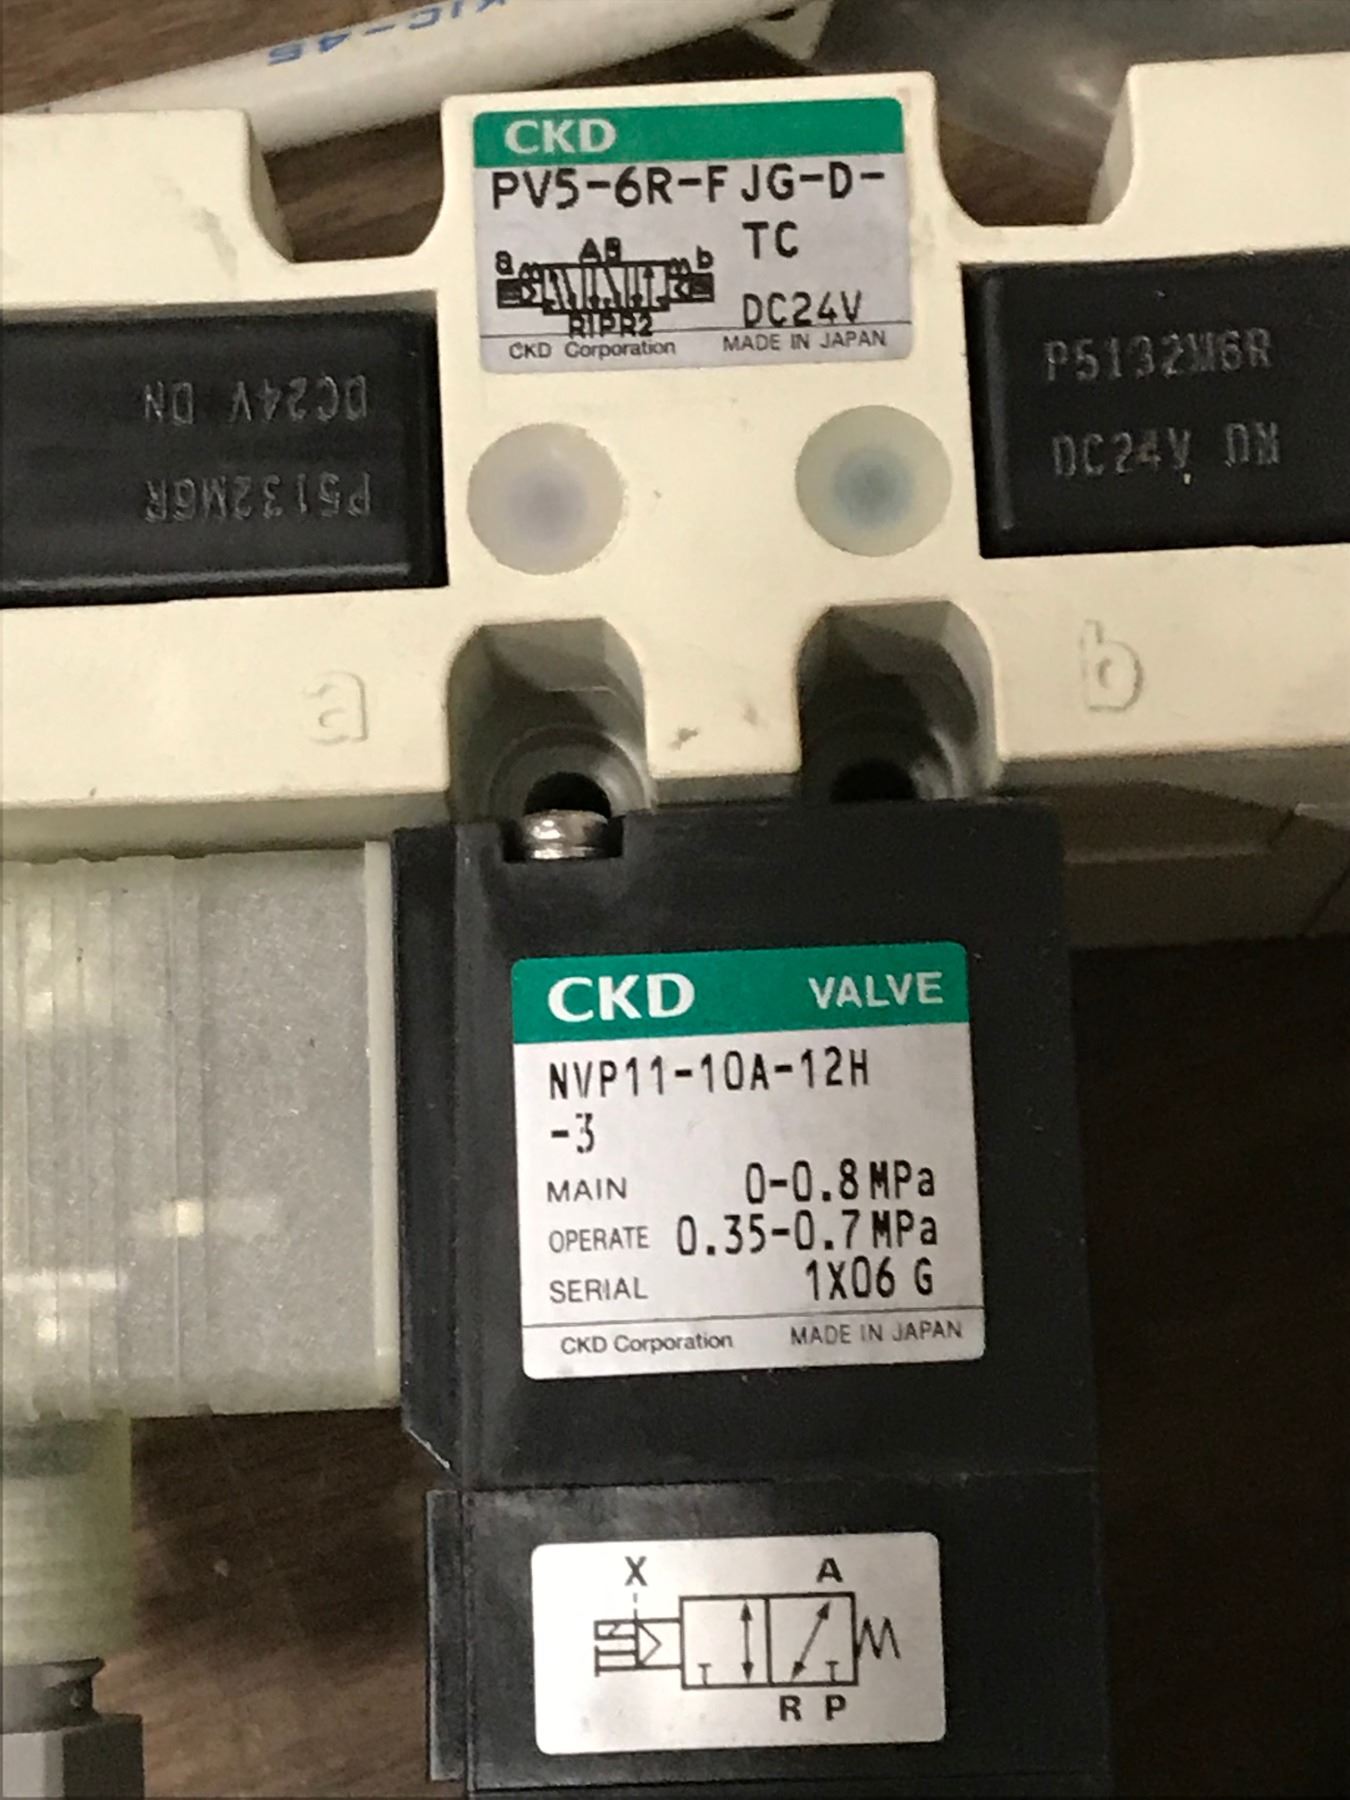 KIC-4S
CKD
PV5-6R-FJG-D-
TC
a AB b
R1PR2
DC24V
CKD Corporation MADE IN JAPAN
P5132M6R
DC24V DN
P5132M6R
DC24V DN
a
b
CKD VALVE
NVP11-10A-12H
-3
MAIN 0-0.8MPa
OPERATE 0.35-0.7MPa
SERIAL 1X06 G
CKD Corporation MADE IN JAPAN
X A
R P